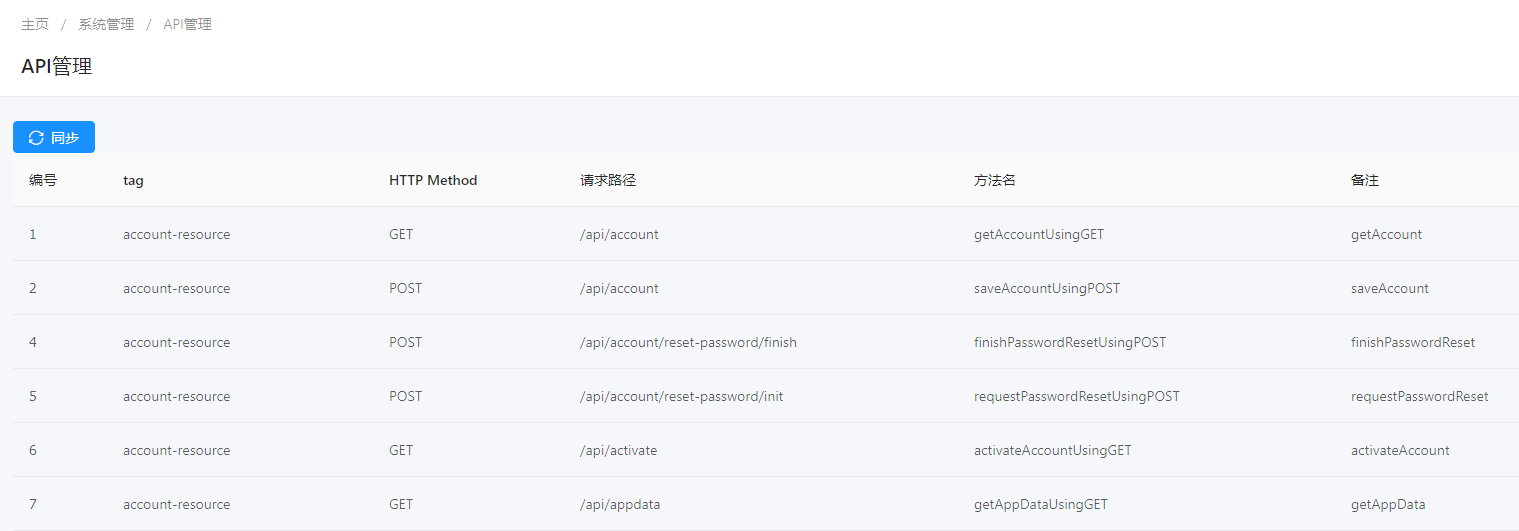 主页 / 系统管理 / API管理
API管理
同步
编号 tag HTTP Method 请求路径 方法名 备注
1 account-resource GET /api/account getAccountUsingGET getAccount
2 account-resource POST /api/account saveAccountUsingPOST saveAccount
4 account-resource POST /api/account/reset-password/finish finishPasswordResetUsingPOST finishPasswordReset
5 account-resource POST /api/account/reset-password/init requestPasswordResetUsingPOST requestPasswordReset
6 account-resource GET /api/activate activateAccountUsingGET activateAccount
7 account-resource GET /api/appdata getAppDataUsingGET getAppData